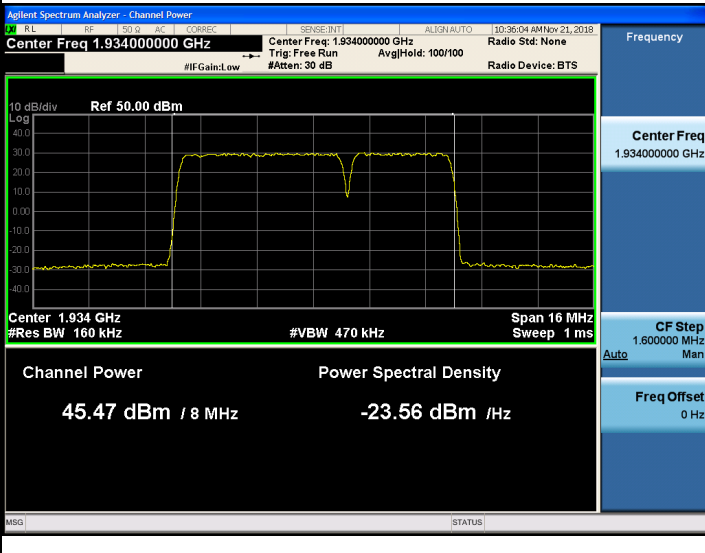 Agilent Spectrum Analyzer - Channel Power
LXI RL RF 50 Ω AC CORREC SENSE:INT ALIGN AUTO 10:36:04 AM Nov 21, 2018
Center Freq 1.934000000 GHz
Center Freq: 1.934000000 GHz
Radio Std: None
Trig: Free Run Avg|Hold: 100/100
#IFGain:Low
#Atten: 30 dB
Radio Device: BTS
Frequency
10 dB/div Ref 50.00 dBm
Log
40.0
30.0
20.0
10.0
0.00
-10.0
-20.0
-30.0
-40.0
Center 1.934 GHz
Span 16 MHz
#Res BW 160 kHz
#VBW 470 kHz
Sweep 1 ms
Channel Power
Power Spectral Density
45.47 dBm / 8 MHz
-23.56 dBm /Hz
Center Freq
1.934000000 GHz
CF Step
1.600000 MHz
Auto Man
Freq Offset
0 Hz
MSG
STATUS